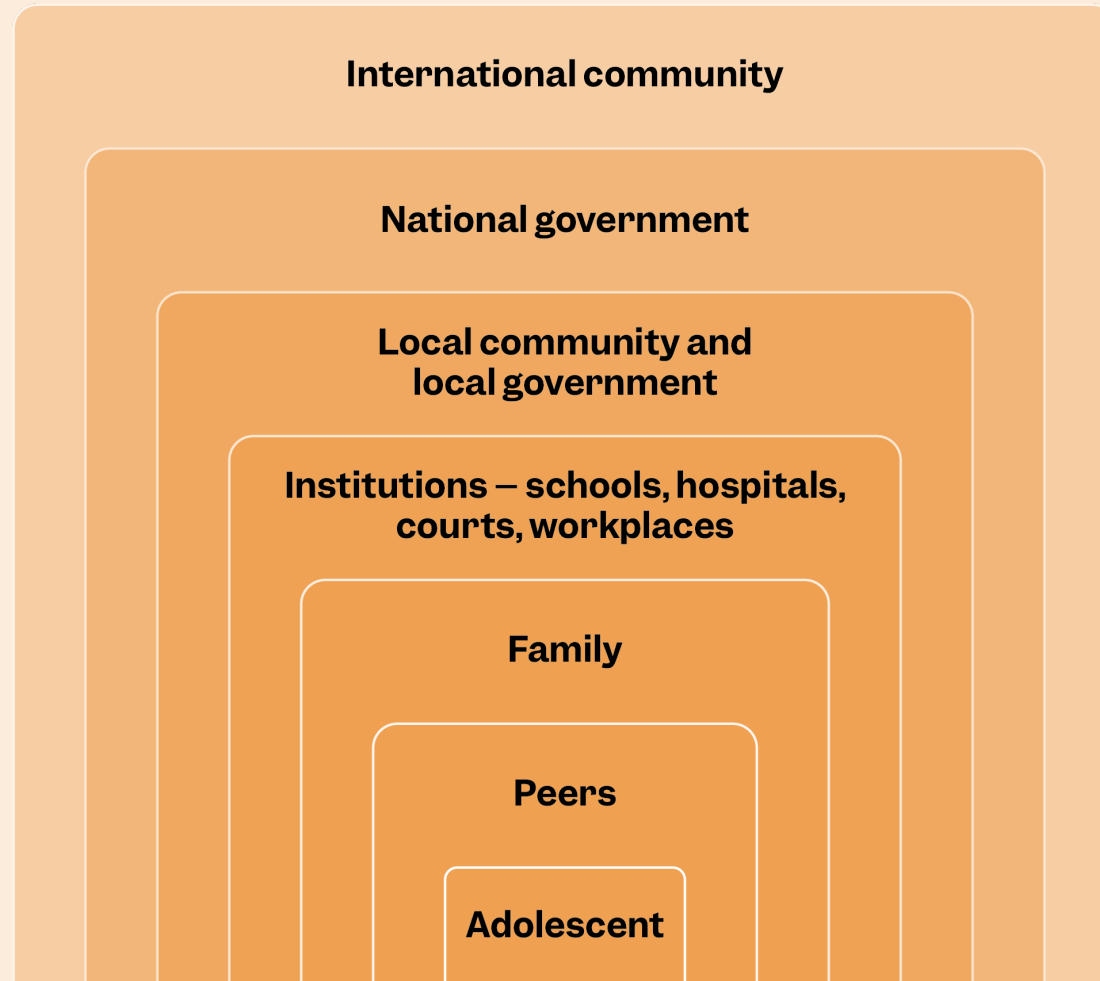 International community
National government
Local community and
local government
Institutions – schools, hospitals,
courts, workplaces
Family
Peers
Adolescent